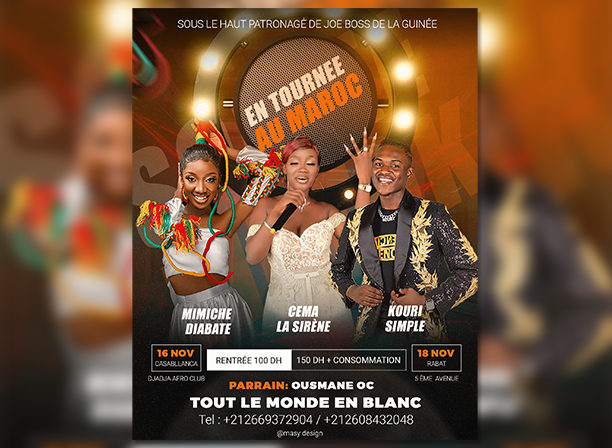 SOUS LE HAUT PATRONAGÉ DE JOE BOSS DE LA GUINÉE
EN TOURNEE
AU MAROC
MIMICHE
DIABATE
CEMA
LA SIRÈNE
KOURI
SIMPLE
16 NOV
CASABLLANCA
DJADJA AFRO CLUB
RENTRÉE 100 DH
150 DH + CONSOMMATION
18 NOV
RABAT
5 ÉME AVENUE
PARRAIN: OUSMANE OC
TOUT LE MONDE EN BLANC
Tel : +212669372904 / +212608432048
@masy design